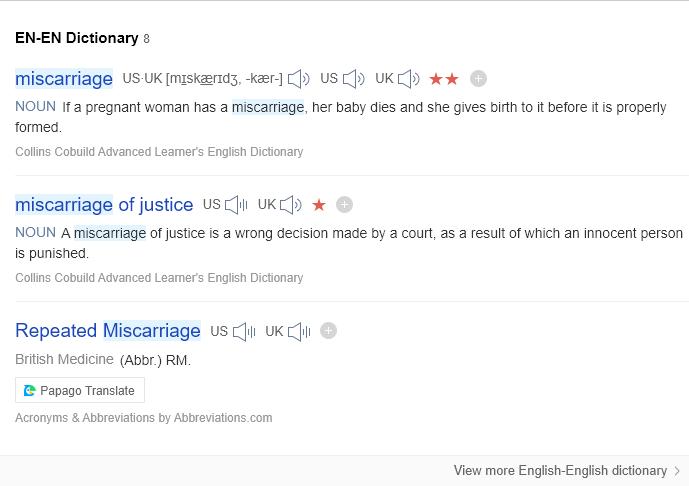 EN-EN Dictionary 8
miscarriage US·UK [mɪskærɪdʒ, -kær-] US UK ★★
NOUN If a pregnant woman has a miscarriage, her baby dies and she gives birth to it before it is properly
formed.
Collins Cobuild Advanced Learner's English Dictionary
miscarriage of justice US UK ★
NOUN A miscarriage of justice is a wrong decision made by a court, as a result of which an innocent person
is punished.
Collins Cobuild Advanced Learner's English Dictionary
Repeated Miscarriage US UK
British Medicine (Abbr.) RM.
Papago Translate
Acronyms & Abbreviations by Abbreviations.com
View more English-English dictionary >